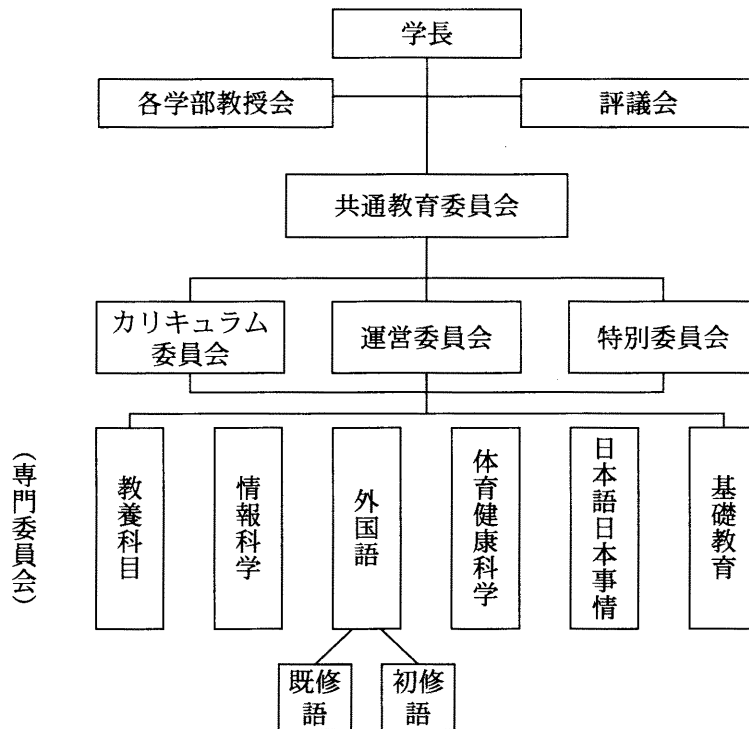 学長
各学部教授会
評議会
共通教育委員会
カリキュラム
委員会
運営委員会
特別委員会
(専門委員会)
教養科目
情報科学
外国語
体育健康科学
日本語日本事情
基礎教育
既修
語
初修
語